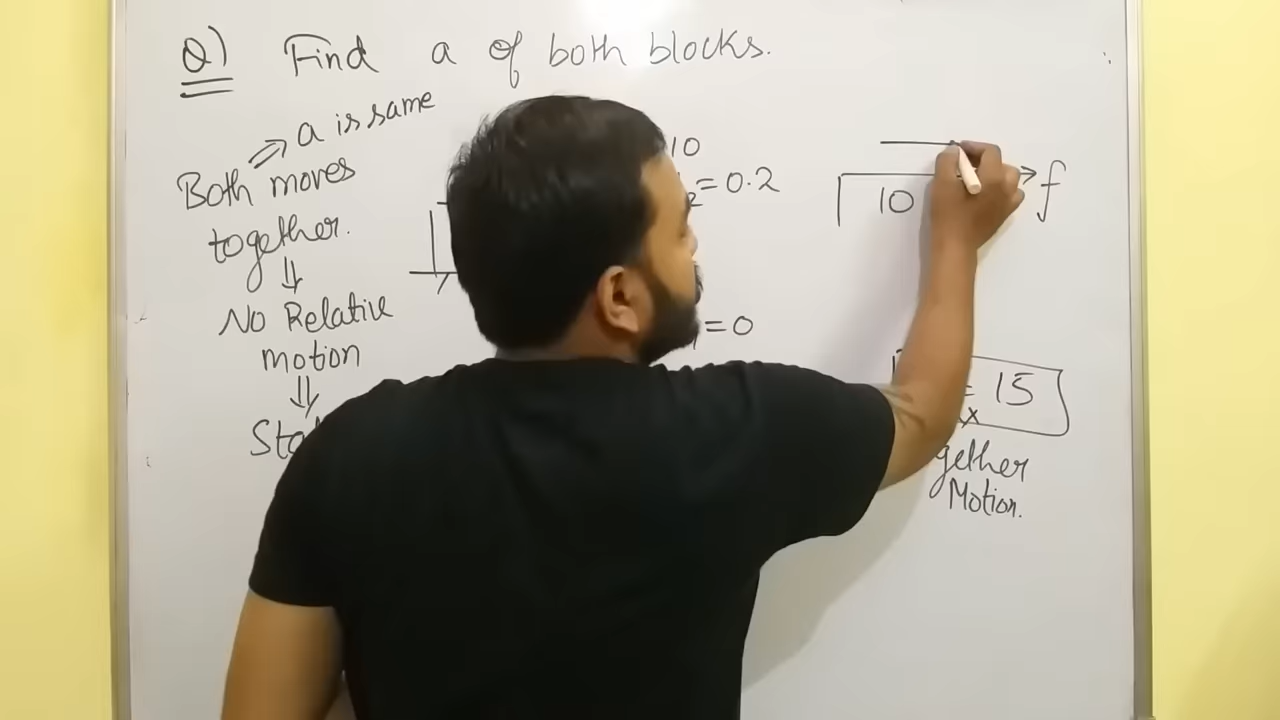 Q) Find a of both blocks.
⇒ a is same
Both moves
together.
⇓
No Relative
motion
⇓
10
2 = 0.2
= 0
10
f
= 15
x
gether
Motion.